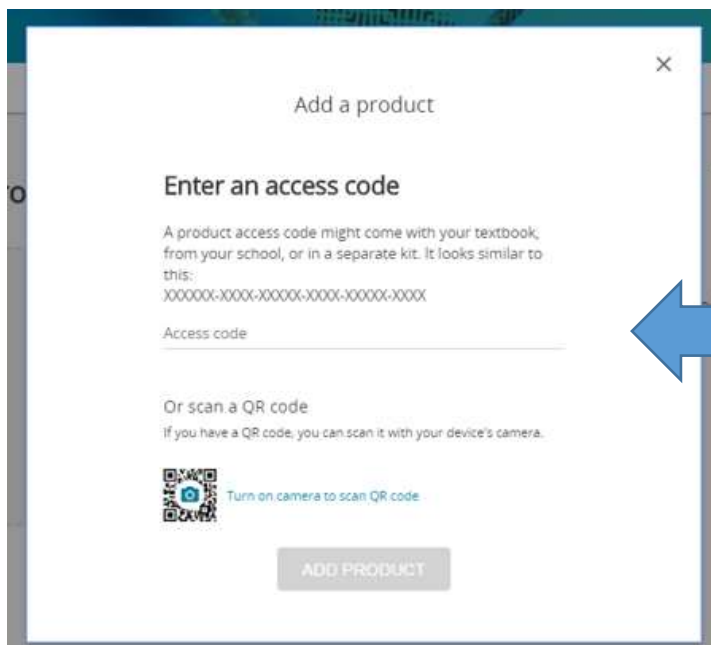 Add a product
Enter an access code
A product access code might come with your textbook,
from your school, or in a separate kit. It looks similar to
this:
XXXXXX-XXXX-XXXXX-XXXX-XXXXX-XXXX
Access code
Or scan a QR code
If you have a QR code, you can scan it with your device's camera.
Turn on camera to scan QR code
ADD PRODUCT